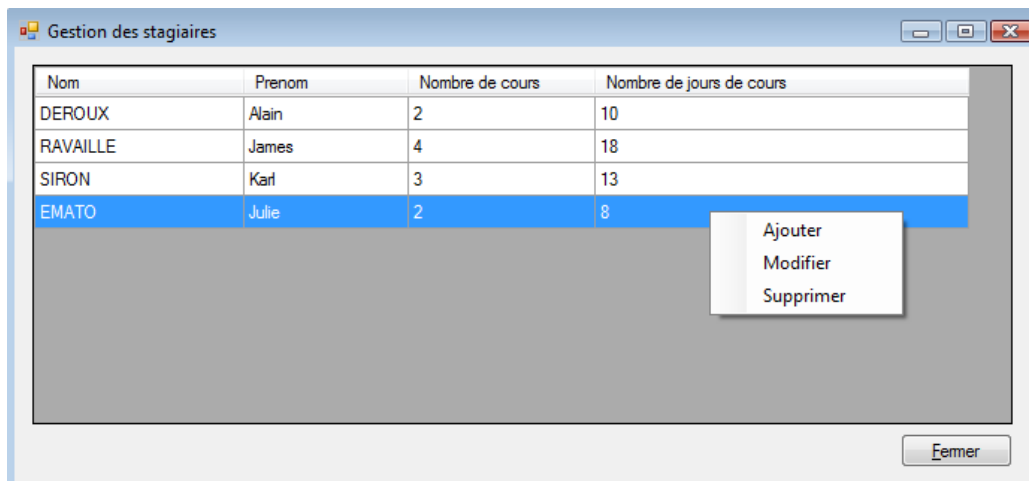 Gestion des stagiaires
Nom Prenom Nombre de cours Nombre de jours de cours
DEROUX Alain 2 10
RAVAILLE James 4 18
SIRON Karl 3 13
EMATO Julie 2 8
Ajouter
Modifier
Supprimer
Fermer